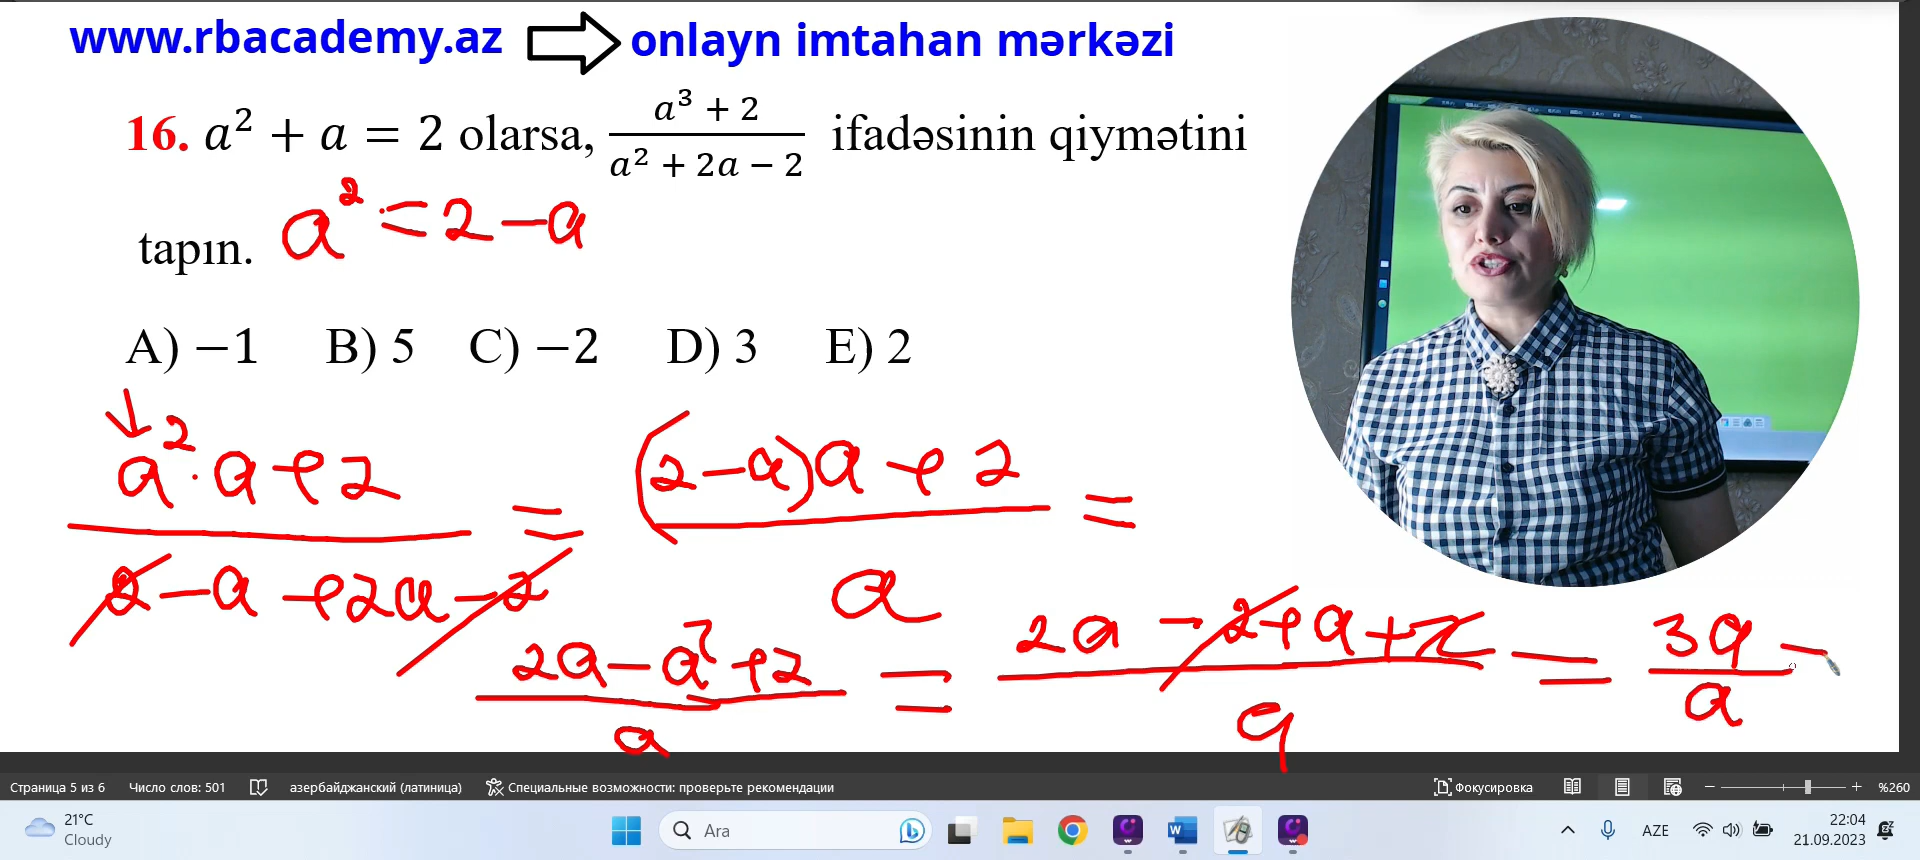 www.rbacademy.az onlayn imtahan mərkəzi
16. a² + a = 2 olarsa, (a³ + 2)/(a² + 2a − 2) ifadəsinin qiymətini
tapın. a² = 2 − a
A) −1 B) 5 C) −2 D) 3 E) 2
(a² · a + 2)/(2 − a + 2a − 2) = ((2 − a)a + 2)/a =
(2a − a² + 2)/a = (2a − 2 + a + 2)/a = 3a/a =
Страница 5 из 6 Число слов: 501 азербайджанский (латиница) Специальные возможности: проверьте рекомендации Фокусировка − + %260
21°C
Cloudy
Ara
AZE
22:04
21.09.2023